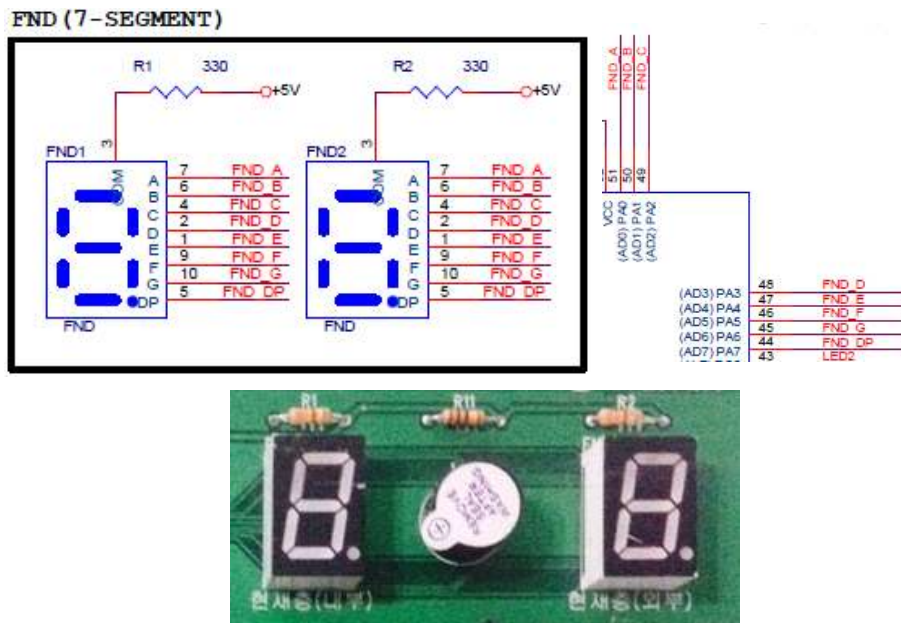 FND(7-SEGMENT)
R1 330
+5V
3
FND1
COM
7 FND_A
A
6 FND_B
B
4 FND_C
C
2 FND_D
D
1 FND_E
E
9 FND_F
F
10 FND_G
G
5 FND_DP
DP
FND
R2 330
+5V
3
FND2
COM
7 FND_A
A
6 FND_B
B
4 FND_C
C
2 FND_D
D
1 FND_E
E
9 FND_F
F
10 FND_G
G
5 FND_DP
DP
FND
FND_A
FND_B
FND_C
51
50
49
VCC
(AD0) PA0
(AD1) PA1
(AD2) PA2
(AD3) PA3 48 FND_D
(AD4) PA4 47 FND_E
(AD5) PA5 46 FND_F
(AD6) PA6 45 FND_G
(AD7) PA7 44 FND_DP
43 LED2
R1
R11
R2
REMOVE
SEAL
AFTER
WASHING
현재층(내부)
현재층(외부)